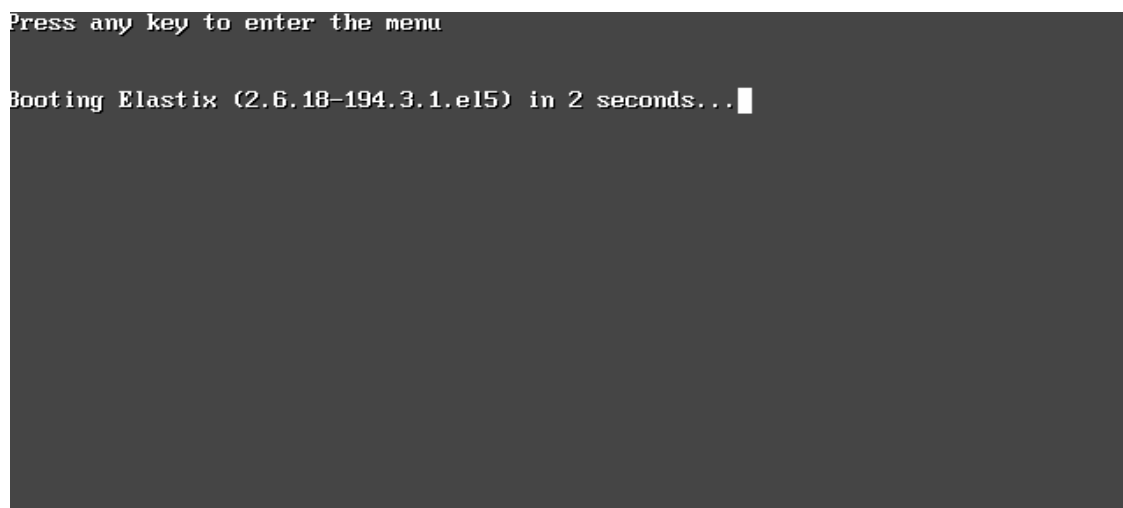 Press any key to enter the menu
Booting Elastix (2.6.18-194.3.1.el5) in 2 seconds...